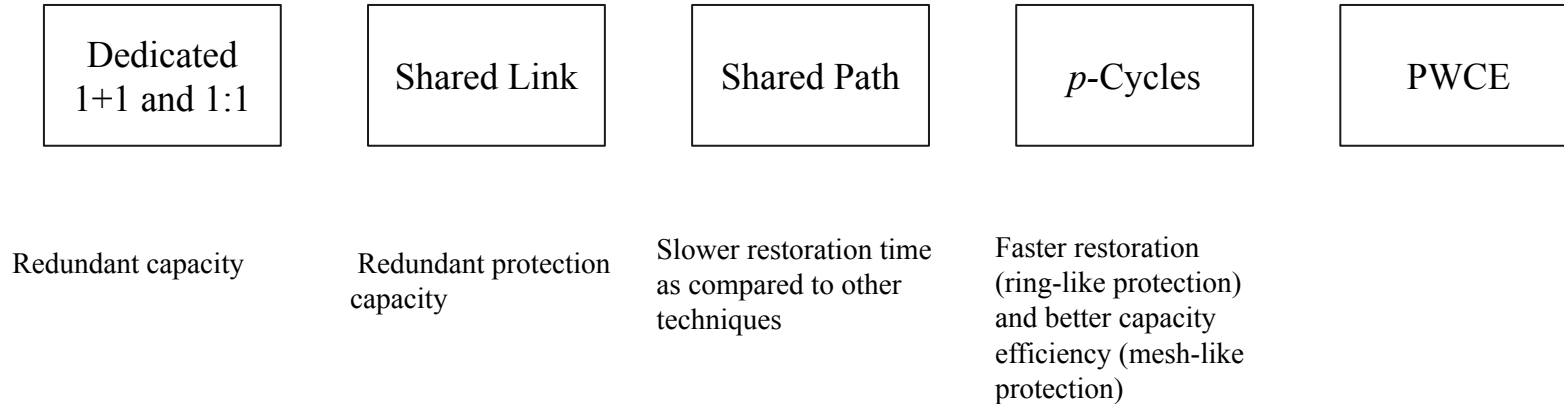 Dedicated
1+1 and 1:1
Shared Link
Shared Path
p-Cycles
PWCE
Redundant capacity
Redundant protection
capacity
Slower restoration time
as compared to other
techniques
Faster restoration
(ring-like protection)
and better capacity
efficiency (mesh-like
protection)